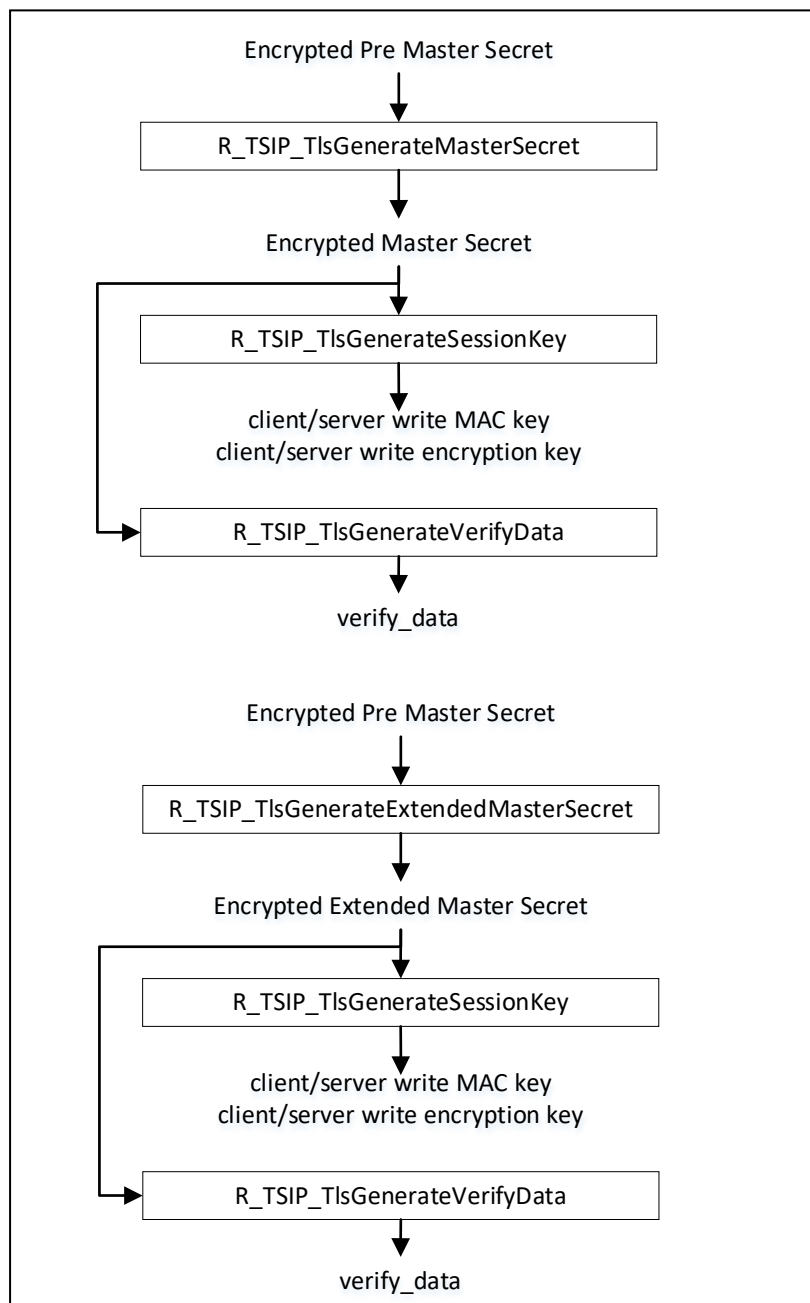 Encrypted Pre Master Secret
R_TSIP_TlsGenerateMasterSecret
Encrypted Master Secret
R_TSIP_TlsGenerateSessionKey
client/server write MAC key
client/server write encryption key
R_TSIP_TlsGenerateVerifyData
verify_data
Encrypted Pre Master Secret
R_TSIP_TlsGenerateExtendedMasterSecret
Encrypted Extended Master Secret
R_TSIP_TlsGenerateSessionKey
client/server write MAC key
client/server write encryption key
R_TSIP_TlsGenerateVerifyData
verify_data